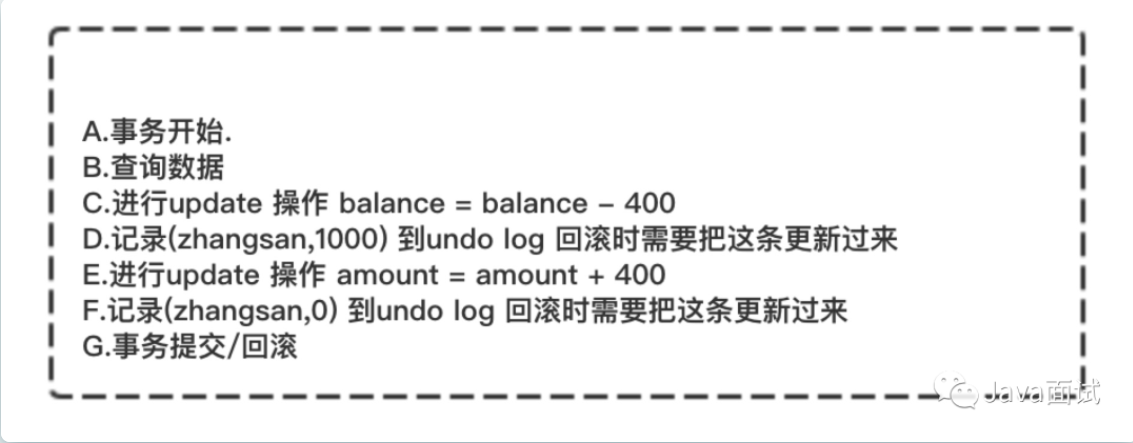 A.事务开始.
B.查询数据
C.进行update 操作 balance = balance - 400
D.记录(zhangsan,1000) 到undo log 回滚时需要把这条更新过来
E.进行update 操作 amount = amount + 400
F.记录(zhangsan,0) 到undo log 回滚时需要把这条更新过来
G.事务提交/回滚
Java面试